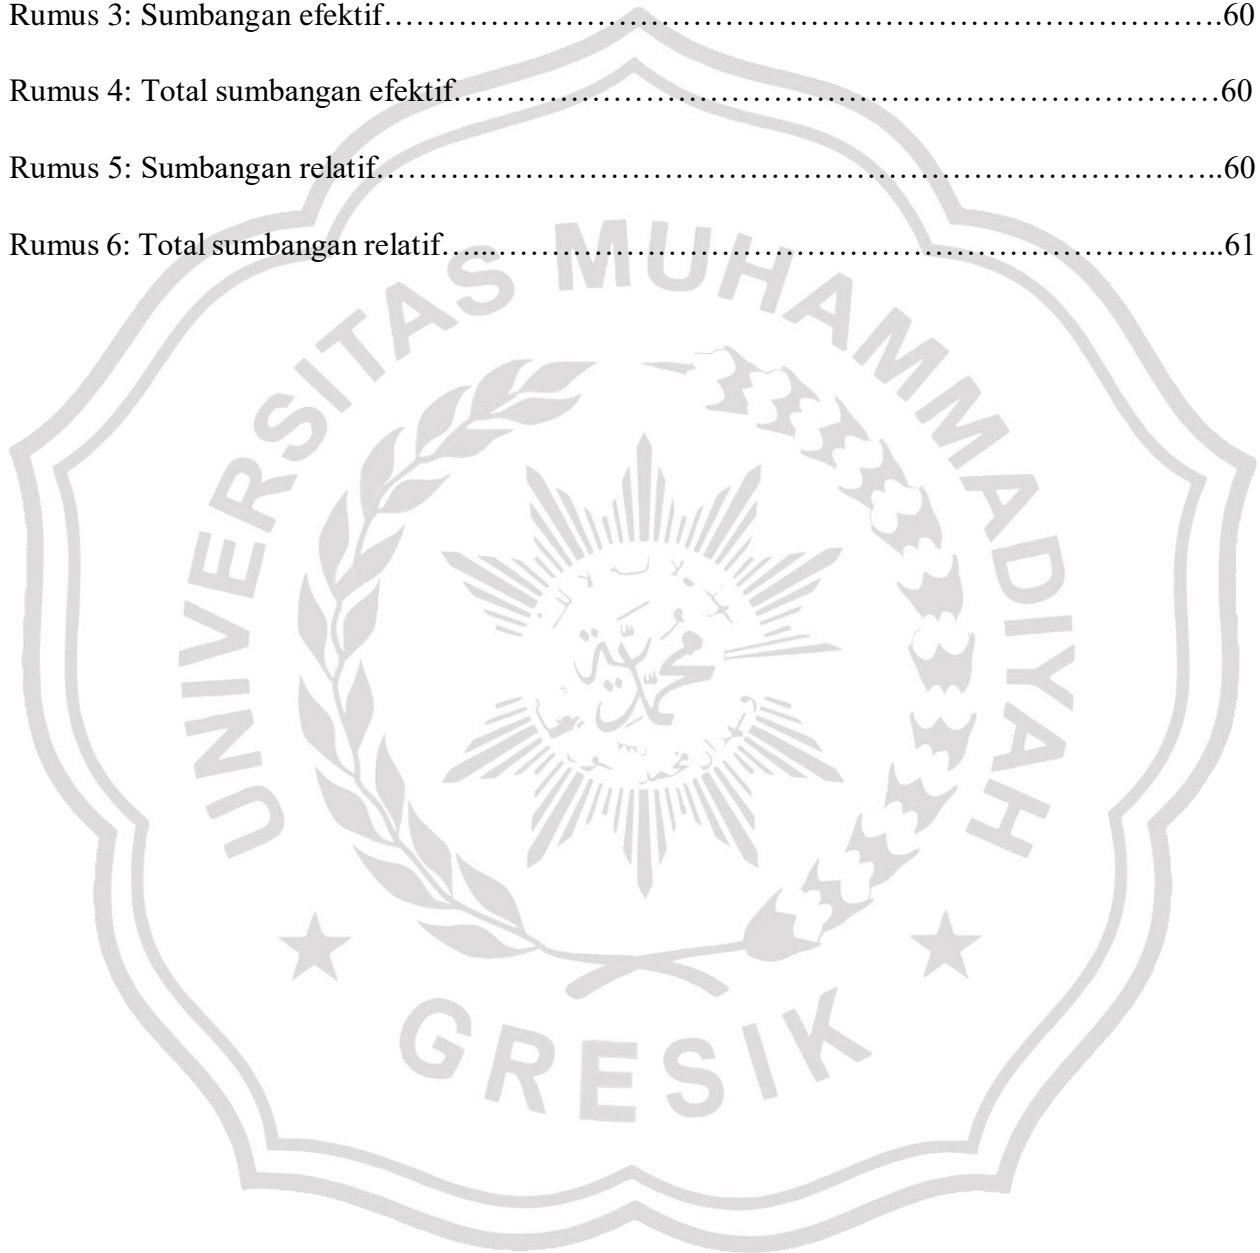 Rumus 3: Sumbangan efektif……………………………………………………………………….60
Rumus 4: Total sumbangan efektif…………………………………………………………………60
Rumus 5: Sumbangan relatif………………………………………………………………………..60
Rumus 6: Total sumbangan relatif…...……………………………………………………………...61
UNIVERSITAS MUHAMMADIYAH
محمدية
GRESIK